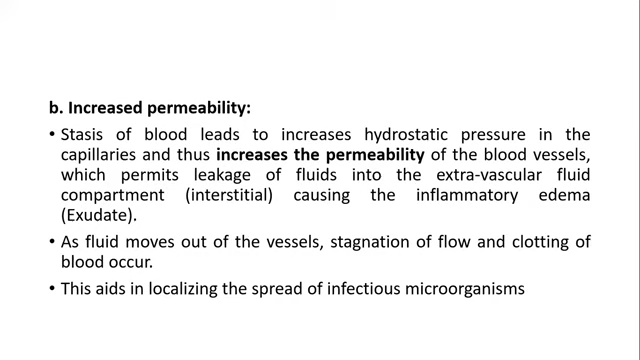 b. Increased permeability:
• Stasis of blood leads to increases hydrostatic pressure in the
capillaries and thus increases the permeability of the blood vessels,
which permits leakage of fluids into the extra-vascular fluid
compartment (interstitial) causing the inflammatory edema
(Exudate).
• As fluid moves out of the vessels, stagnation of flow and clotting of
blood occur.
• This aids in localizing the spread of infectious microorganisms